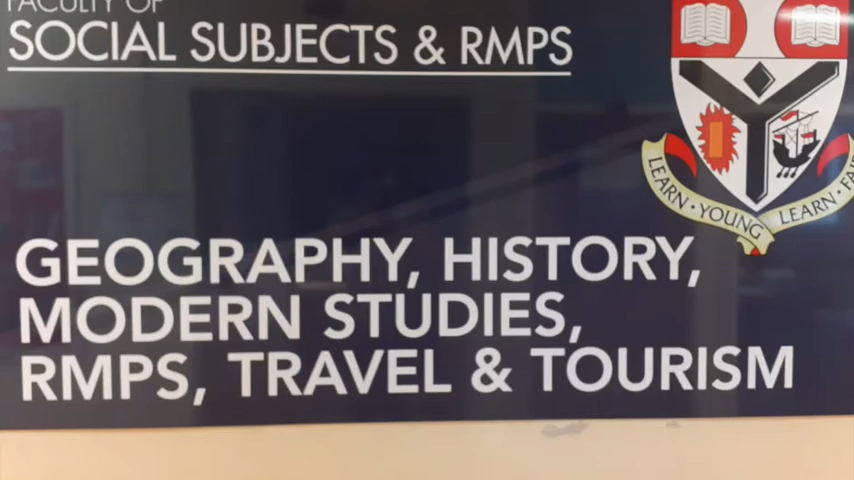 FACULTY OF
SOCIAL SUBJECTS & RMPS
GEOGRAPHY, HISTORY,
MODERN STUDIES,
RMPS, TRAVEL & TOURISM
LEARN · YOUNG
LEARN ·